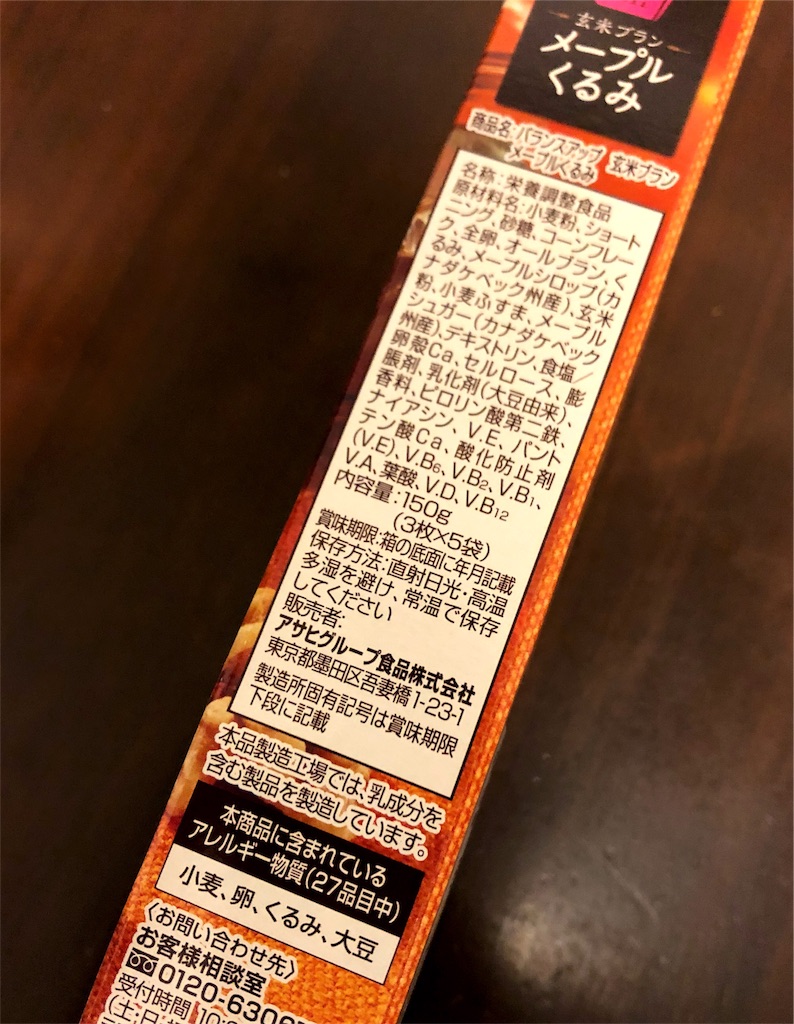 玄米ブラン
メープル
くるみ
商品名:バランスアップ 玄米ブラン
メープルくるみ
名称:栄養調整食品
原材料名:小麦粉、ショート
ニング、砂糖、コーンフレー
ク、全卵、オールブラン、く
るみ、メープルシロップ(カ
ナダケベック州産)、玄米
粉、小麦ふすま、メープル
シュガー(カナダケベック
州産)、デキストリン、食塩/
卵殻Ca、セルロース、膨
脹剤、乳化剤(大豆由来)、
香料、ピロリン酸第二鉄、
ナイアシン、V.E、パント
テン酸Ca、酸化防止剤
(V.E)、V.B6、V.B2、V.B1、
V.A、葉酸、V.D、V.B12
内容量:150g
(3枚×5袋)
賞味期限:箱の底面に年月記載
保存方法:直射日光・高温
多湿を避け、常温で保存
してください
販売者:
アサヒグループ食品株式会社
東京都墨田区吾妻橋1-23-1
製造所固有記号は賞味期限
下段に記載
本品製造工場では、乳成分を
含む製品を製造しています。
本商品に含まれている
アレルギー物質(27品目中)
小麦、卵、くるみ、大豆
〈お問い合わせ先〉
お客様相談室
0120-6306
受付時間 10:
(土・日・